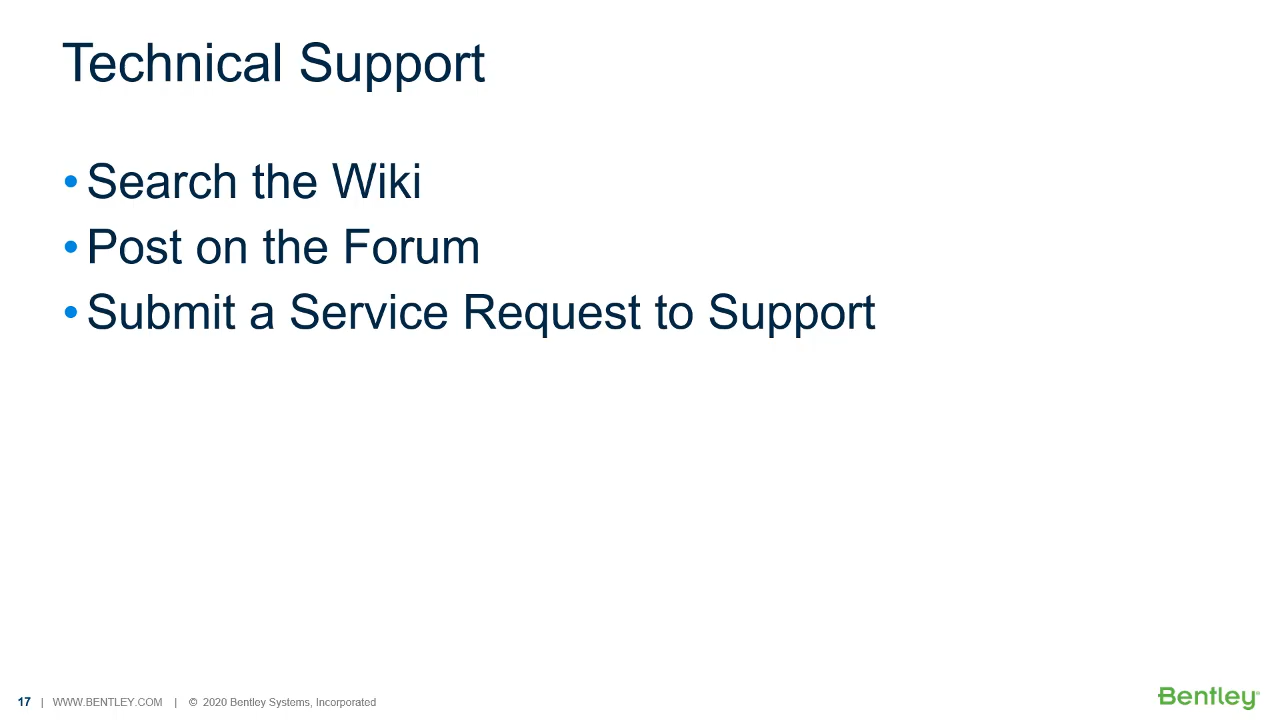 Technical Support
• Search the Wiki
• Post on the Forum
• Submit a Service Request to Support
17 | WWW.BENTLEY.COM | © 2020 Bentley Systems, Incorporated
Bentley®